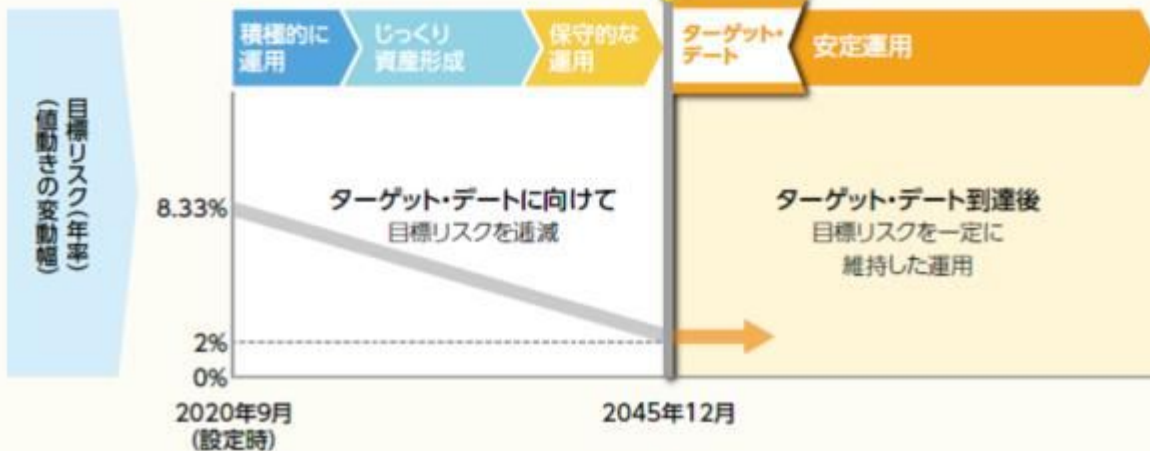 積極的に
運用
じっくり
資産形成
保守的な
運用
ターゲット・
デート
安定運用
目標リスク(年率)
(値動きの変動幅)
8.33%
ターゲット・デートに向けて
目標リスクを逓減
ターゲット・デート到達後
目標リスクを一定に
維持した運用
2%
0%
2020年9月
(設定時)
2045年12月